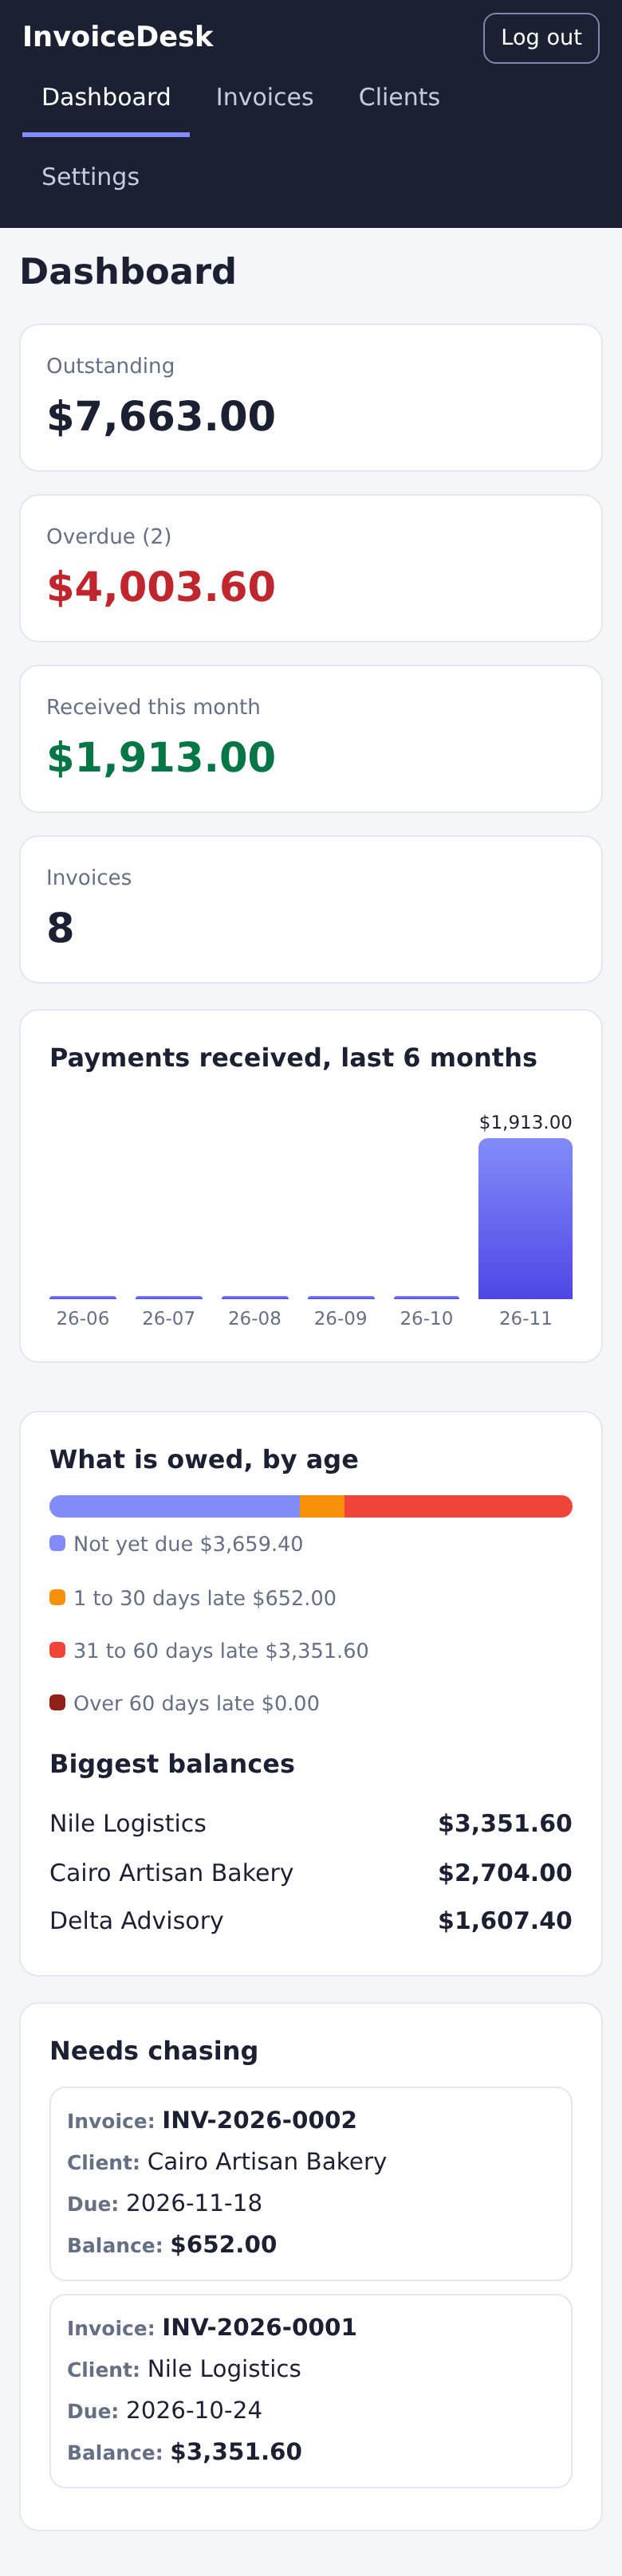 InvoiceDesk
Log out
Dashboard Invoices Clients
Settings
Dashboard
Outstanding
$7,663.00
Overdue (2)
$4,003.60
Received this month
$1,913.00
Invoices
8
Payments received, last 6 months
$1,913.00
26-06 26-07 26-08 26-09 26-10 26-11
What is owed, by age
Not yet due $3,659.40
1 to 30 days late $652.00
31 to 60 days late $3,351.60
Over 60 days late $0.00
Biggest balances
Nile Logistics $3,351.60
Cairo Artisan Bakery $2,704.00
Delta Advisory $1,607.40
Needs chasing
Invoice: INV-2026-0002
Client: Cairo Artisan Bakery
Due: 2026-11-18
Balance: $652.00
Invoice: INV-2026-0001
Client: Nile Logistics
Due: 2026-10-24
Balance: $3,351.60